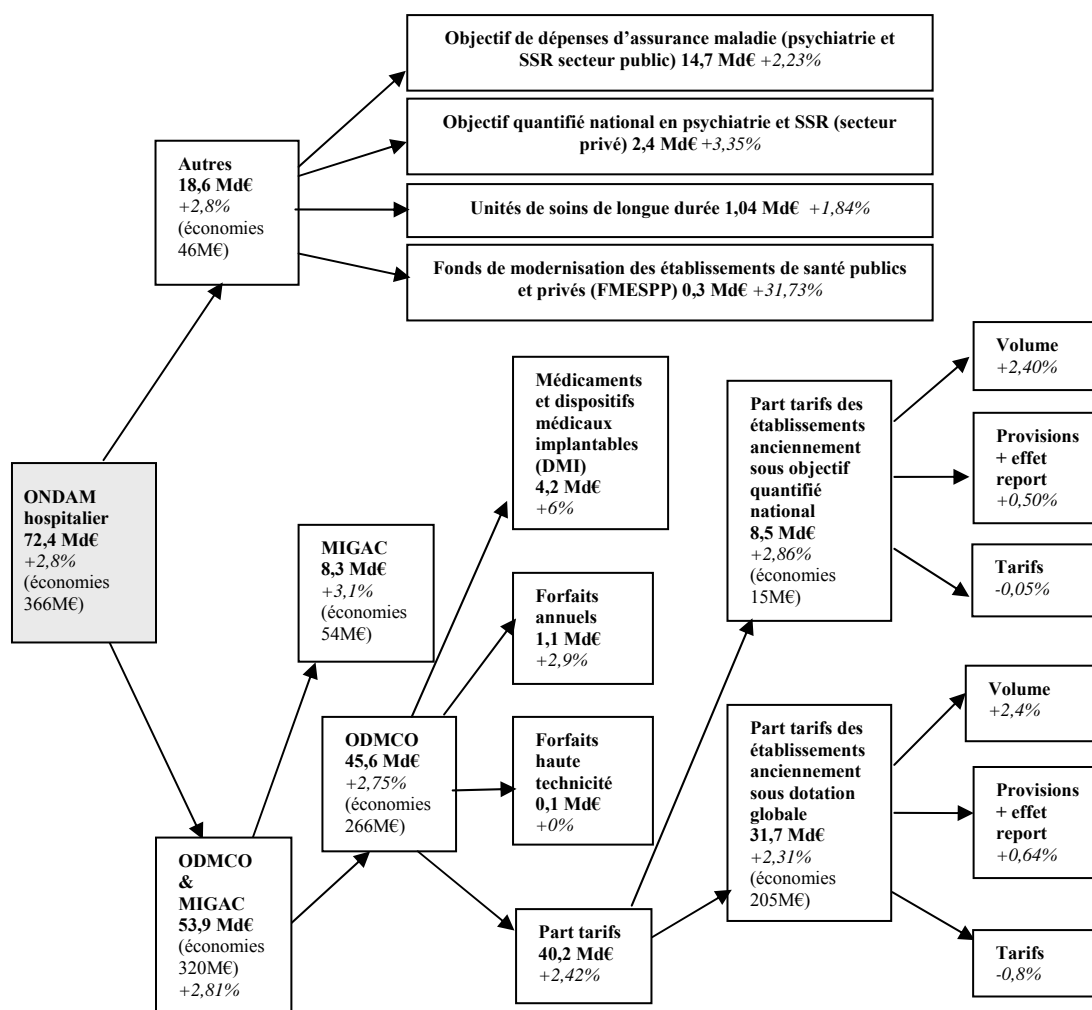 Objectif de dépenses d'assurance maladie (psychiatrie et
SSR secteur public) 14,7 Md€ +2,23%
Objectif quantifié national en psychiatrie et SSR (secteur
privé) 2,4 Md€ +3,35%
Unités de soins de longue durée 1,04 Md€ +1,84%
Fonds de modernisation des établissements de santé publics
et privés (FMESPP) 0,3 Md€ +31,73%
Autres
18,6 Md€
+2,8%
(économies
46M€)
ONDAM
hospitalier
72,4 Md€
+2,8%
(économies
366M€)
ODMCO
&
MIGAC
53,9 Md€
(économies
320M€)
+2,81%
MIGAC
8,3 Md€
+3,1%
(économies
54M€)
ODMCO
45,6 Md€
+2,75%
(économies
266M€)
Médicaments
et dispositifs
médicaux
implantables
(DMI)
4,2 Md€
+6%
Forfaits
annuels
1,1 Md€
+2,9%
Forfaits
haute
technicité
0,1 Md€
+0%
Part tarifs
40,2 Md€
+2,42%
Part tarifs des
établissements
anciennement
sous objectif
quantifié
national
8,5 Md€
+2,86%
(économies
15M€)
Part tarifs des
établissements
anciennement
sous dotation
globale
31,7 Md€
+2,31%
(économies
205M€)
Volume
+2,40%
Provisions
+ effet
report
+0,50%
Tarifs
-0,05%
Volume
+2,4%
Provisions
+ effet
report
+0,64%
Tarifs
-0,8%